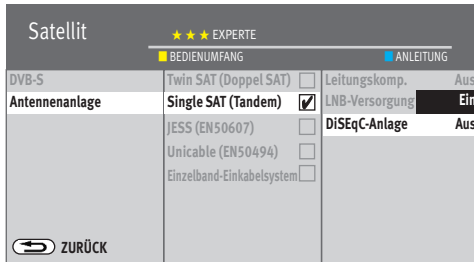 Satellit
EXPERTE
BEDIENUMFANG ANLEITUNG
DVB-S Twin SAT (Doppel SAT) Leitungskomp. Aus
Antennenanlage Single SAT (Tandem) LNB-Versorgung Ein
JESS (EN50607) DiSEqC-Anlage Aus
Unicable (EN50494)
Einzelband-Einkabelsystem
ZURÜCK